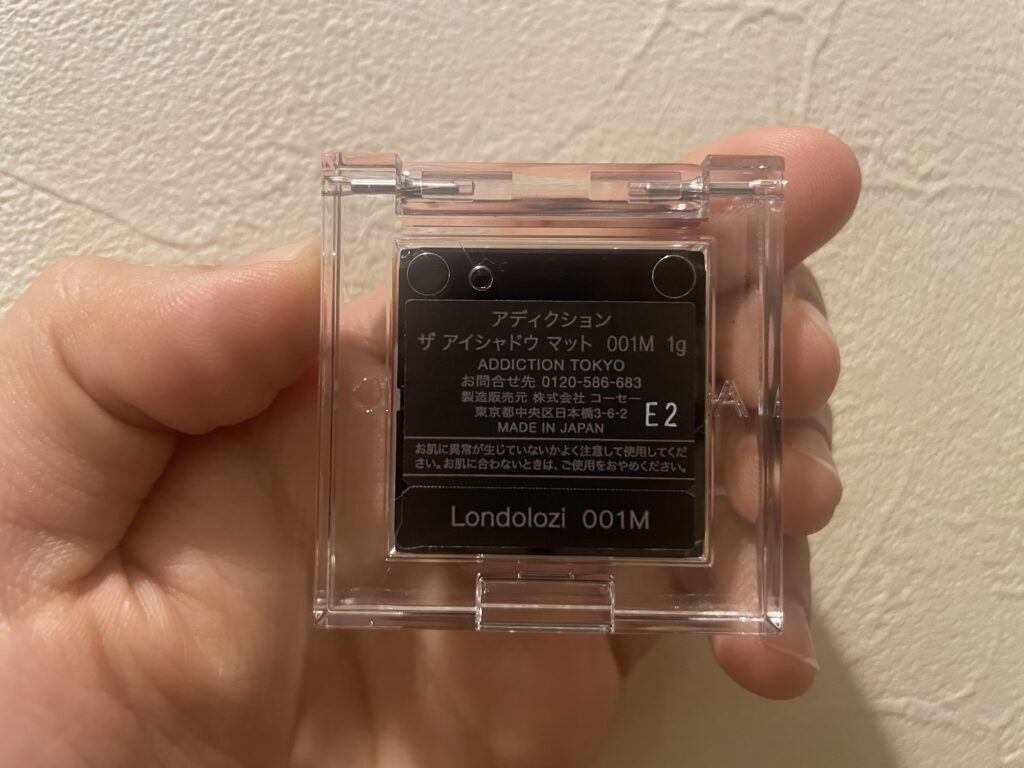 アディクション
ザ アイシャドウ マット 001M 1g
ADDICTION TOKYO
お問合せ先 0120-586-683
製造販売元 株式会社 コーセー
東京都中央区日本橋3-6-2
MADE IN JAPAN
E2
お肌に異常が生じていないかよく注意して使用してくだ
さい。お肌に合わないときは、ご使用をおやめください。
Londolozi 001M